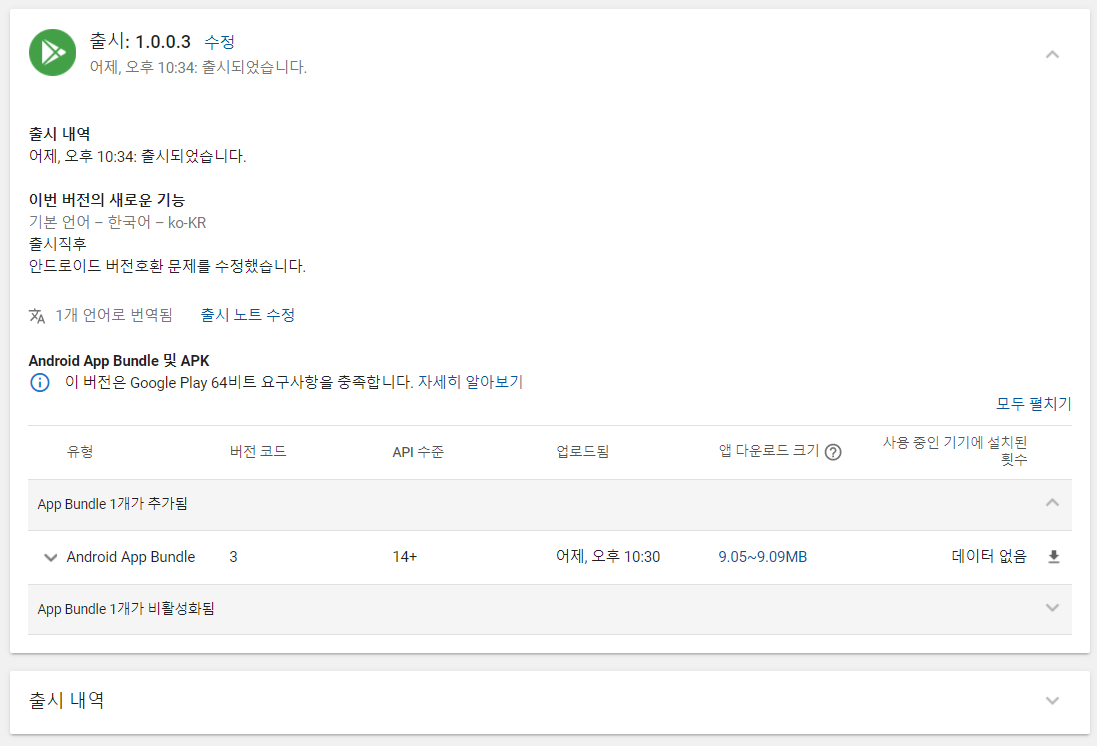 출시: 1.0.0.3 수정
어제, 오후 10:34: 출시되었습니다.
출시 내역
어제, 오후 10:34: 출시되었습니다.
이번 버전의 새로운 기능
기본 언어 – 한국어 – ko-KR
출시직후
안드로이드 버전호환 문제를 수정했습니다.
1개 언어로 번역됨 출시 노트 수정
Android App Bundle 및 APK
이 버전은 Google Play 64비트 요구사항을 충족합니다. 자세히 알아보기
모두 펼치기
유형 버전 코드 API 수준 업로드됨 앱 다운로드 크기 사용 중인 기기에 설치된
횟수
App Bundle 1개가 추가됨
Android App Bundle 3 14+ 어제, 오후 10:30 9.05~9.09MB 데이터 없음
App Bundle 1개가 비활성화됨
출시 내역